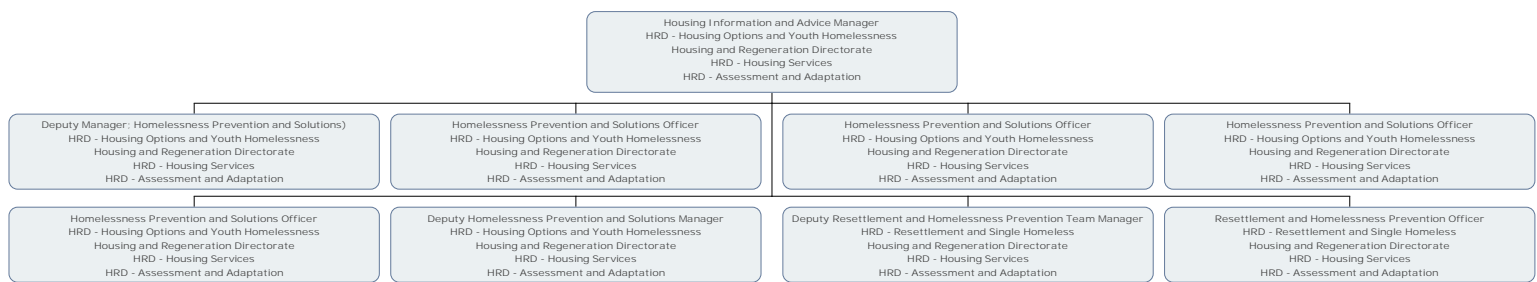 Housing Information and Advice Manager
HRD - Housing Options and Youth Homelessness
Housing and Regeneration Directorate
HRD - Housing Services
HRD - Assessment and Adaptation
Deputy Manager; Homelessness Prevention and Solutions)
HRD - Housing Options and Youth Homelessness
Housing and Regeneration Directorate
HRD - Housing Services
HRD - Assessment and Adaptation
Homelessness Prevention and Solutions Officer
HRD - Housing Options and Youth Homelessness
Housing and Regeneration Directorate
HRD - Housing Services
HRD - Assessment and Adaptation
Homelessness Prevention and Solutions Officer
HRD - Housing Options and Youth Homelessness
Housing and Regeneration Directorate
HRD - Housing Services
HRD - Assessment and Adaptation
Homelessness Prevention and Solutions Officer
HRD - Housing Options and Youth Homelessness
Housing and Regeneration Directorate
HRD - Housing Services
HRD - Assessment and Adaptation
Homelessness Prevention and Solutions Officer
HRD - Housing Options and Youth Homelessness
Housing and Regeneration Directorate
HRD - Housing Services
HRD - Assessment and Adaptation
Deputy Homelessness Prevention and Solutions Manager
HRD - Housing Options and Youth Homelessness
Housing and Regeneration Directorate
HRD - Housing Services
HRD - Assessment and Adaptation
Deputy Resettlement and Homelessness Prevention Team Manager
HRD - Resettlement and Single Homeless
Housing and Regeneration Directorate
HRD - Housing Services
HRD - Assessment and Adaptation
Resettlement and Homelessness Prevention Officer
HRD - Resettlement and Single Homeless
Housing and Regeneration Directorate
HRD - Housing Services
HRD - Assessment and Adaptation